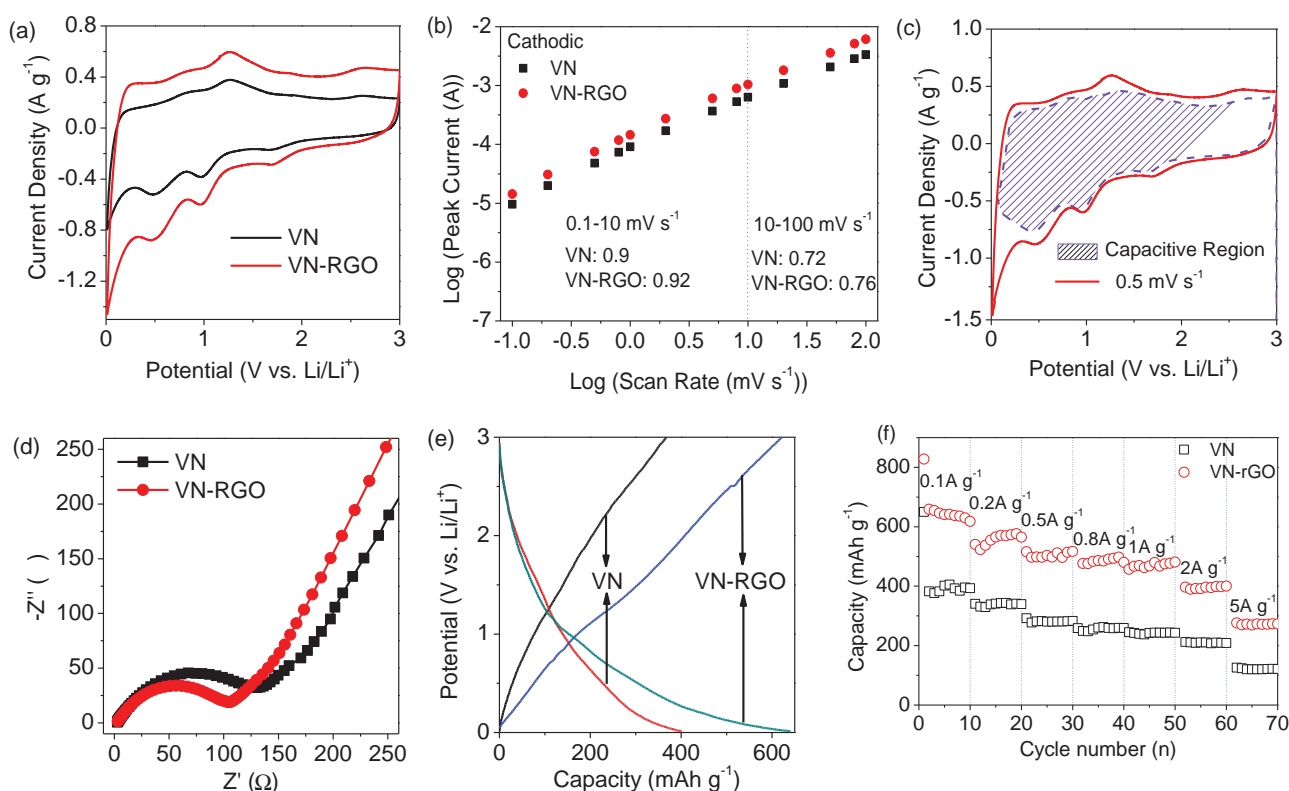 (a)
0.8
0.4
0.0
-0.4
-0.8
-1.2
Current Density (A g⁻¹)
VN
VN-RGO
0 1 2 3
Potential (V vs. Li/Li⁺)
(b)
-2
-3
-4
-5
-6
-7
Log (Peak Current (A))
Cathodic
VN
VN-RGO
0.1-10 mV s⁻¹
VN: 0.9
VN-RGO: 0.92
10-100 mV s⁻¹
VN: 0.72
VN-RGO: 0.76
-1.0 -0.5 0.0 0.5 1.0 1.5 2.0
Log (Scan Rate (mV s⁻¹))
(c)
1.0
0.5
0.0
-0.5
-1.0
-1.5
Current Density (A g⁻¹)
Capacitive Region
0.5 mV s⁻¹
0 1 2 3
Potential (V vs. Li/Li⁺)
(d)
250
200
150
100
50
0
-Z'' ( )
VN
VN-RGO
0 50 100 150 200 250
Z' (Ω)
(e)
3
2
1
0
Potential (V vs. Li/Li⁺)
VN
VN-RGO
0 200 400 600
Capacity (mAh g⁻¹)
(f)
800
600
400
200
0
Capacity (mAh g⁻¹)
VN
VN-rGO
0.1A g⁻¹
0.2A g⁻¹
0.5A g⁻¹
0.8A g⁻¹
1A g⁻¹
2A g⁻¹
5A g⁻¹
0 10 20 30 40 50 60 70
Cycle number (n)